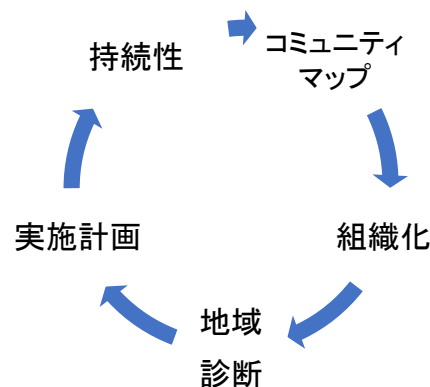 コミュニティ
マップ
組織化
地域
診断
実施計画
持続性